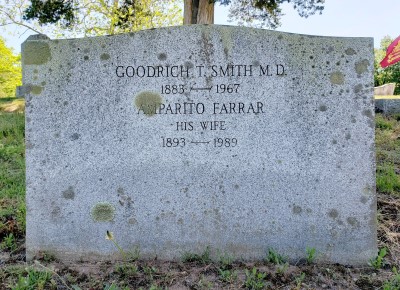 GOODRICH T. SMITH M.D.
1883 — 1967
AMPARITO FARRAR
HIS WIFE
1893 — 1989